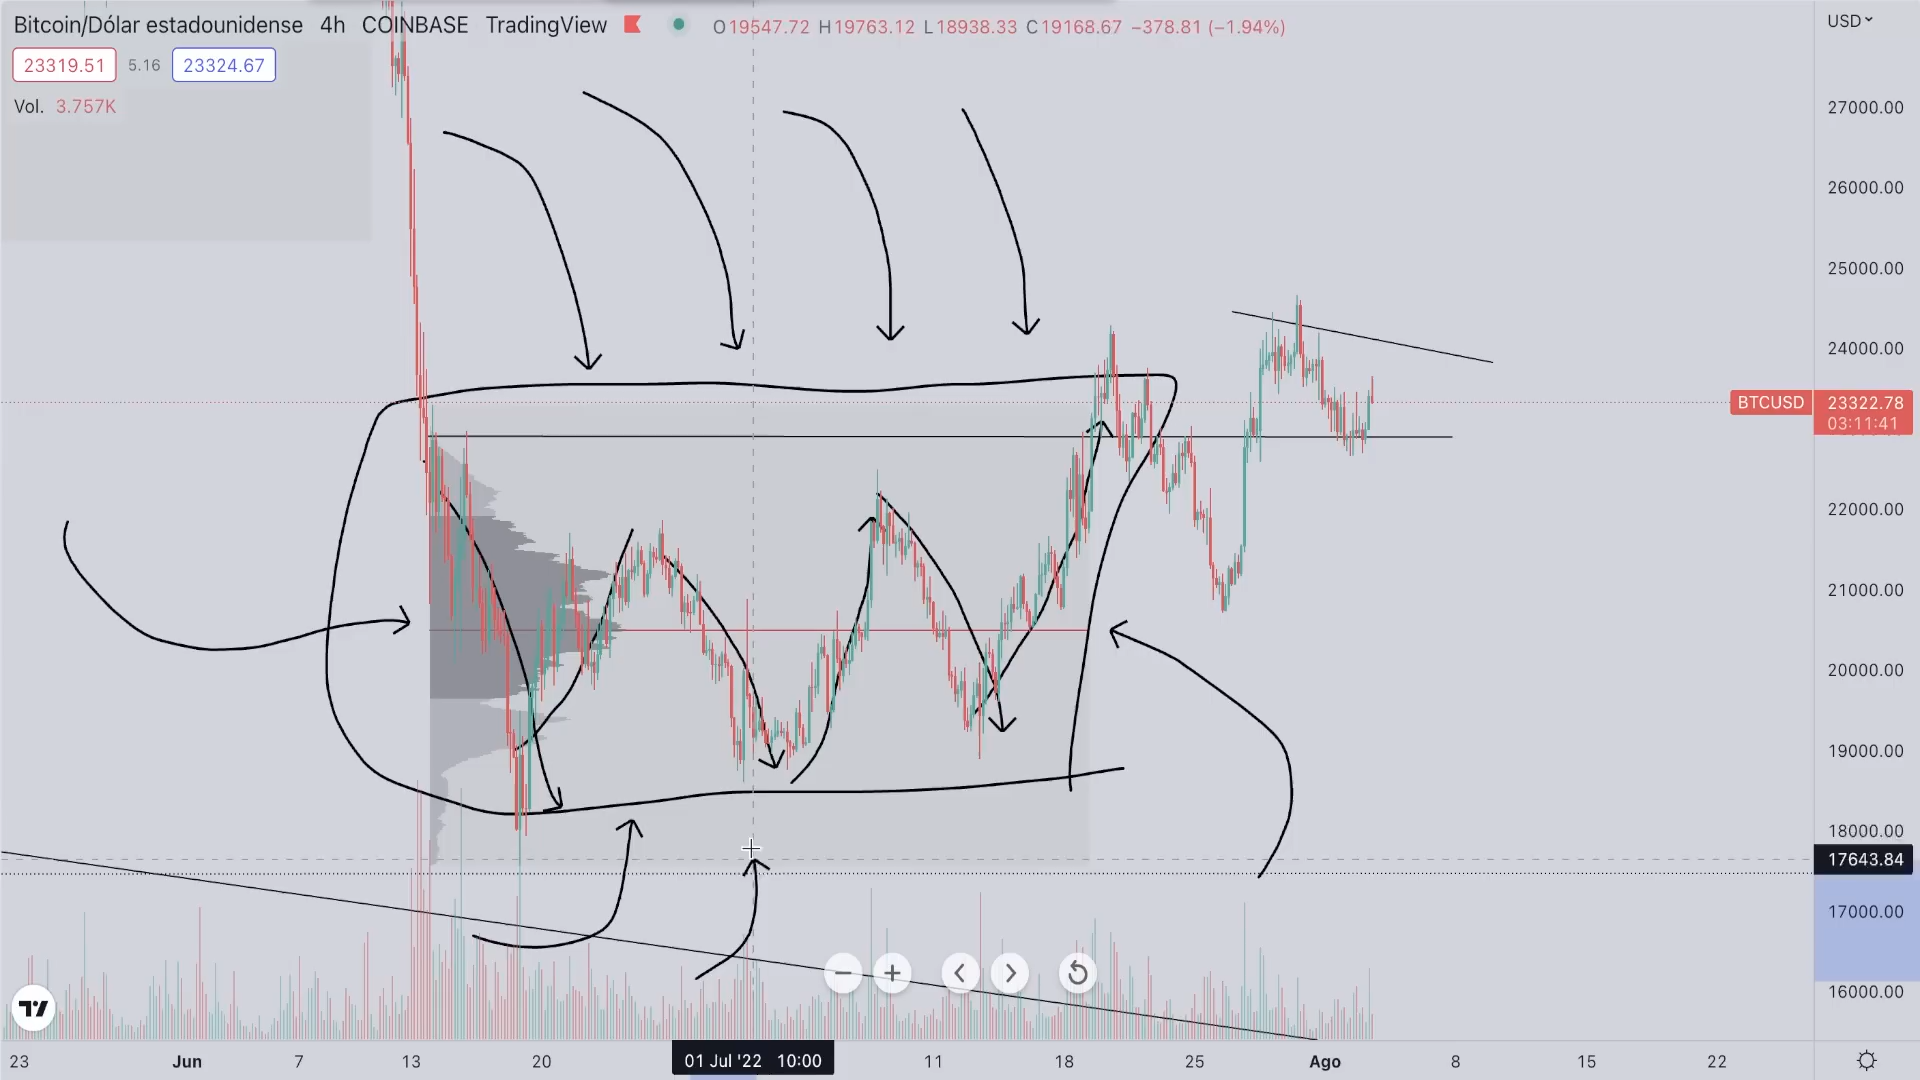 Bitcoin/Dólar estadounidense 4h COINBASE TradingView O19547.72 H19763.12 L18938.33 C19168.67 −378.81 (−1.94%)
USD
23319.51 5.16 23324.67
Vol. 3.757K
27000.00
26000.00
25000.00
24000.00
BTCUSD 23322.78
03:11:41
22000.00
21000.00
20000.00
19000.00
18000.00
17643.84
17000.00
16000.00
23 Jun 7 13 20 01 Jul '22 10:00 11 18 25 Ago 8 15 22